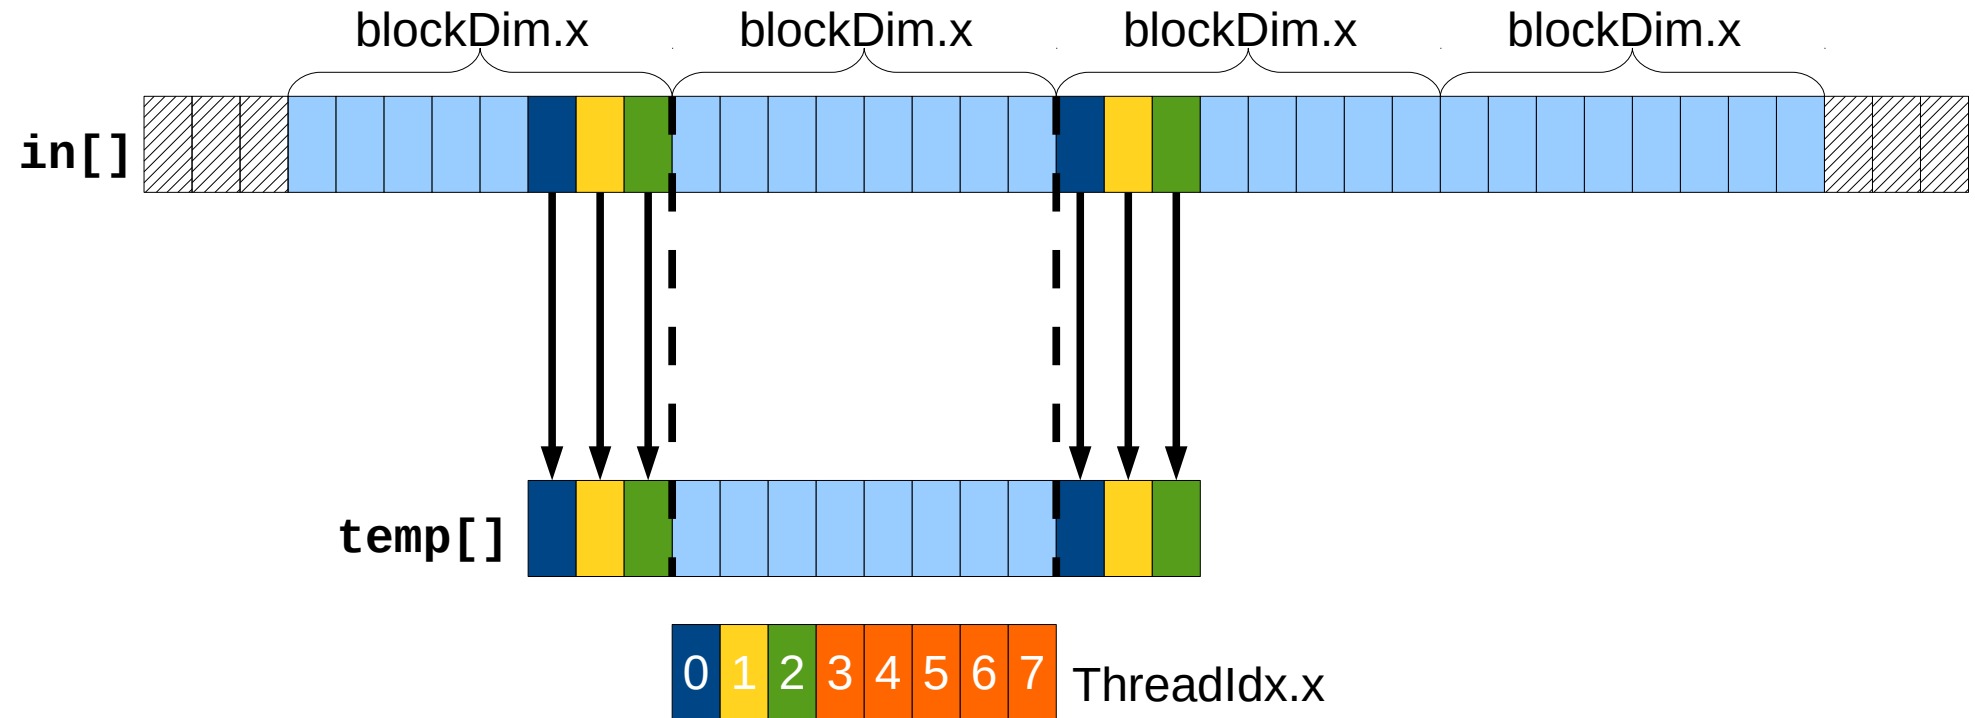 blockDim.x blockDim.x blockDim.x blockDim.x
in[]
temp[]
0 1 2 3 4 5 6 7 ThreadIdx.x